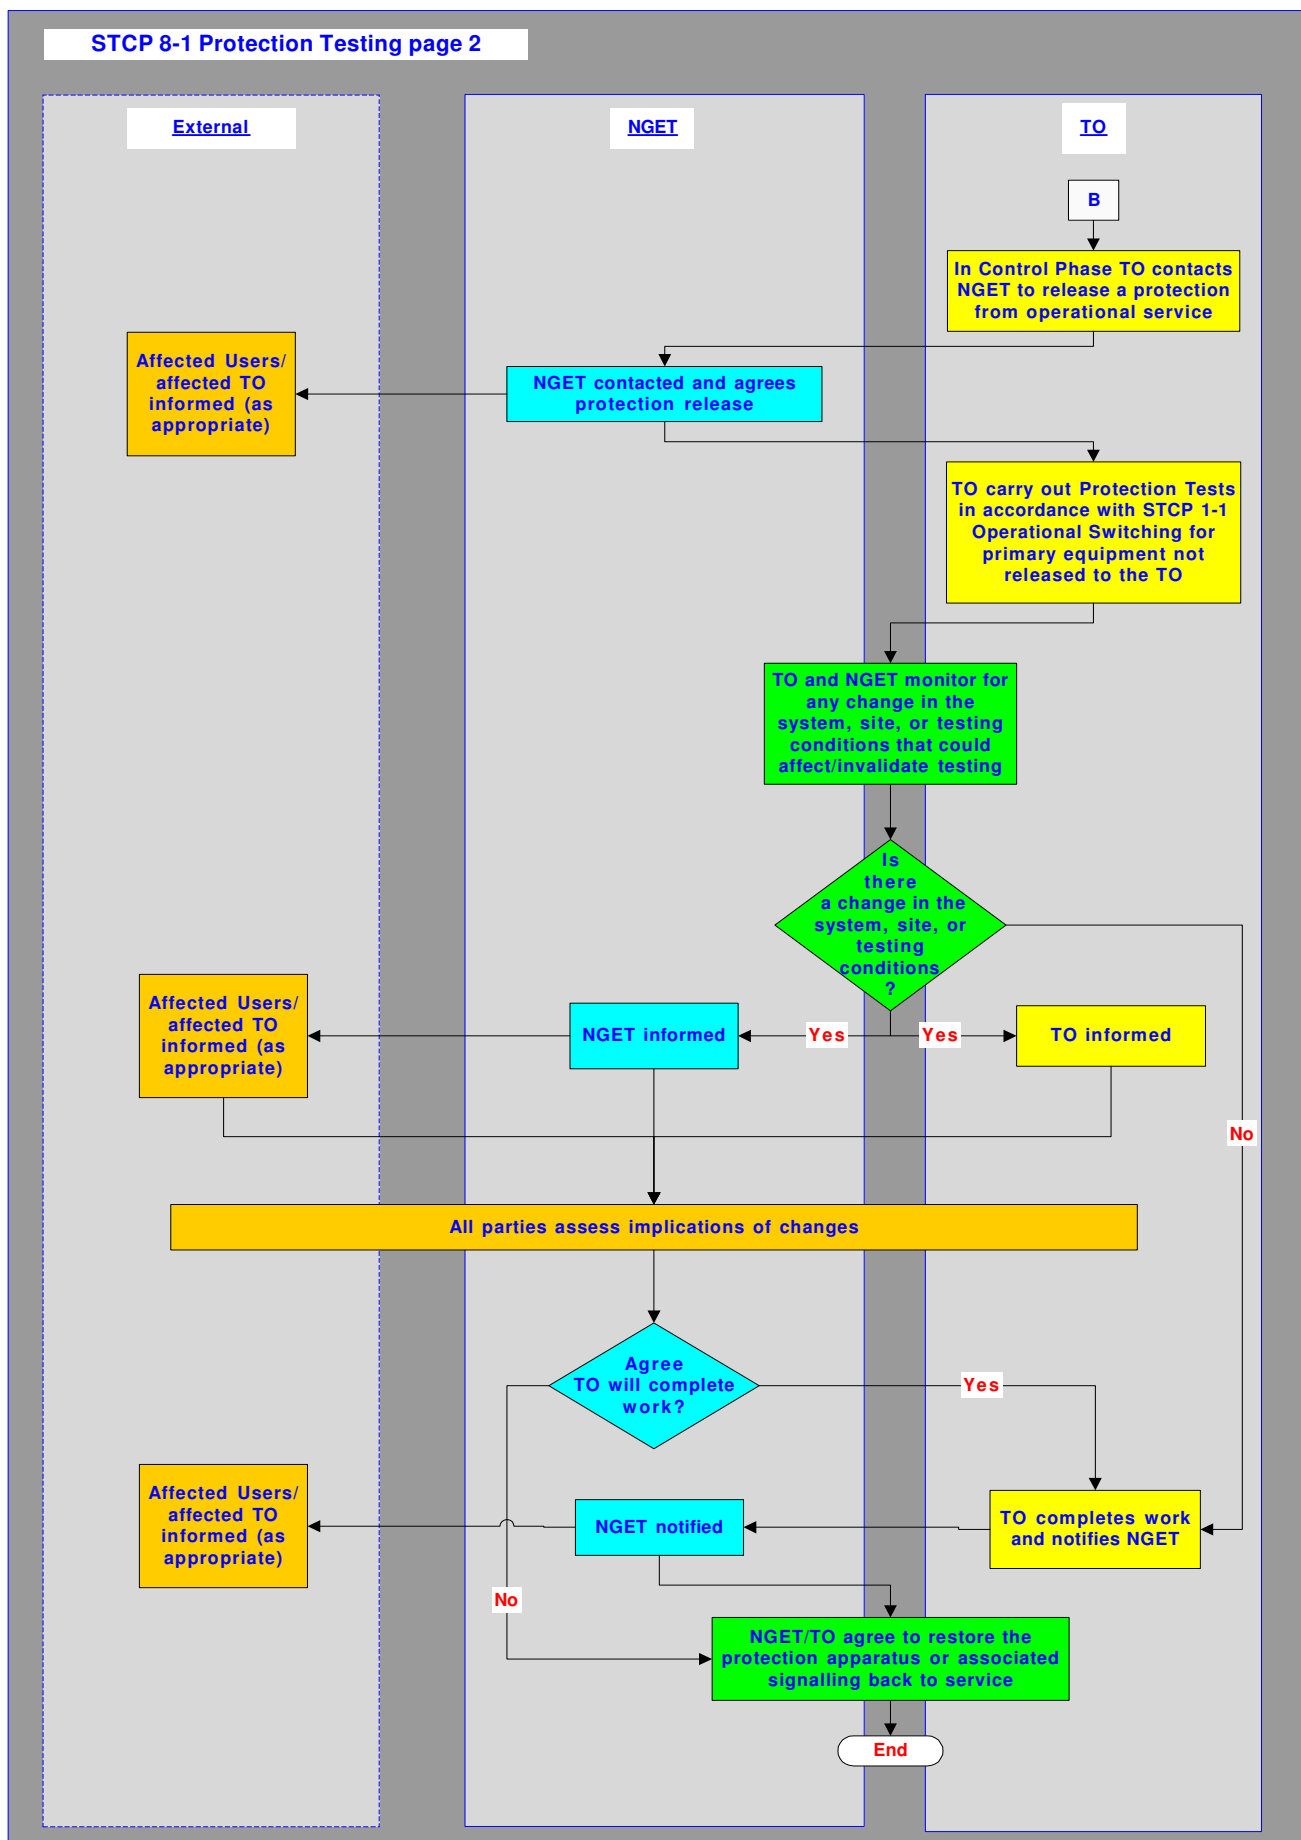 STCP 8-1 Protection Testing page 2
External
NGET
TO
B
In Control Phase TO contacts
NGET to release a protection
from operational service
Affected Users/
affected TO
informed (as
appropriate)
NGET contacted and agrees
protection release
TO carry out Protection Tests
in accordance with STCP 1-1
Operational Switching for
primary equipment not
released to the TO
TO and NGET monitor for
any change in the
system, site, or testing
conditions that could
affect/invalidate testing
Is
there
a change in the
system, site, or
testing
conditions
?
Affected Users/
affected TO
informed (as
appropriate)
NGET informed
Yes
Yes
TO informed
No
All parties assess implications of changes
Agree
TO will complete
work?
Yes
Affected Users/
affected TO
informed (as
appropriate)
NGET notified
TO completes work
and notifies NGET
No
NGET/TO agree to restore the
protection apparatus or associated
signalling back to service
End